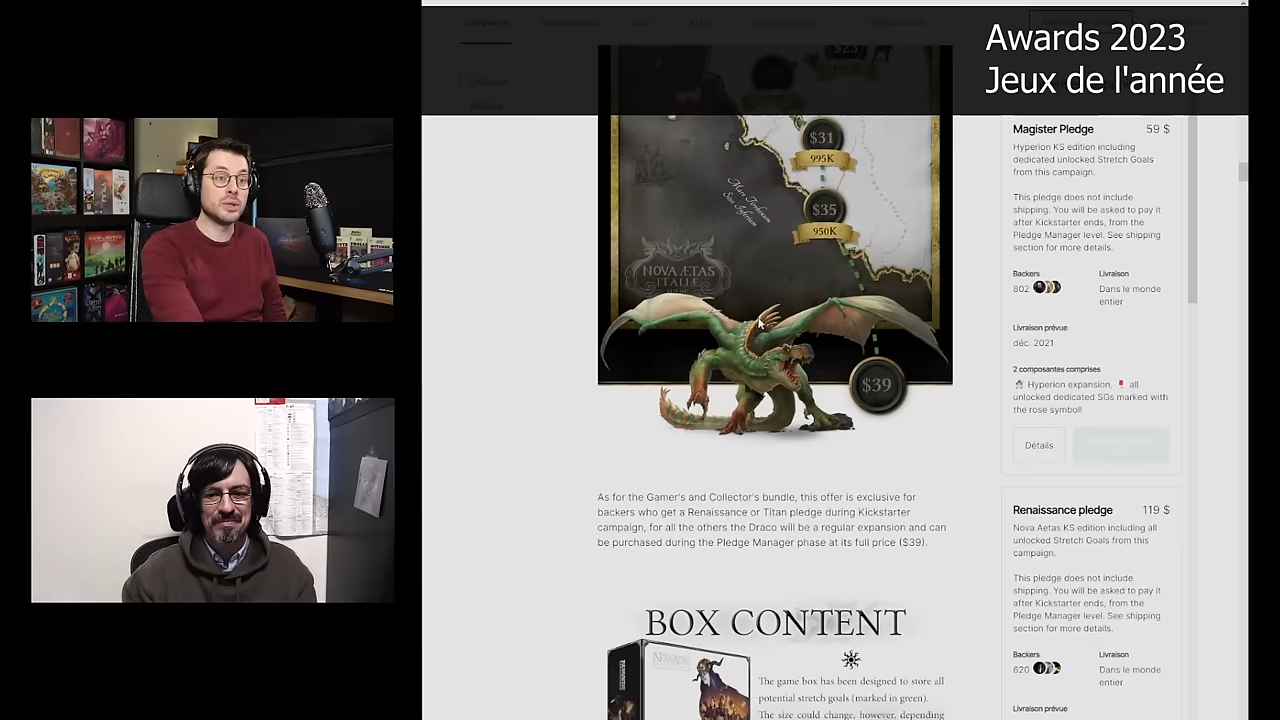 Awards 2023
Jeux de l'année
$31
995K
$35
950K
NOVA ÆTAS
ITALIÆ
$39
As for the Gamer's and Collector's bundle, this offer is exclusive for
backers who get a Renaissance or Titan pledge during Kickstarter
campaign, for all the others the Draco will be a regular expansion and can
be purchased during the Pledge Manager phase at its full price ($39).
BOX CONTENT
The game box has been designed to store all
potential stretch goals (marked in green).
The size could change, however, depending
Magister Pledge 59 $
Hyperion KS edition including
dedicated unlocked Stretch Goals
from this campaign.
This pledge does not include
shipping. You will be asked to pay it
after Kickstarter ends, from the
Pledge Manager level. See shipping
section for more details.
Backers Livraison
802 Dans le monde
entier
Livraison prévue
déc. 2021
2 composantes comprises
Hyperion expansion, all
unlocked dedicated SGs marked with
the rose symbol!
Détails
Renaissance pledge 119 $
Nova Aetas KS edition including all
unlocked Stretch Goals from this
campaign.
This pledge does not include
shipping. You will be asked to pay it
after Kickstarter ends, from the
Pledge Manager level. See shipping
section for more details.
Backers Livraison
620 Dans le monde
entier
Livraison prévue